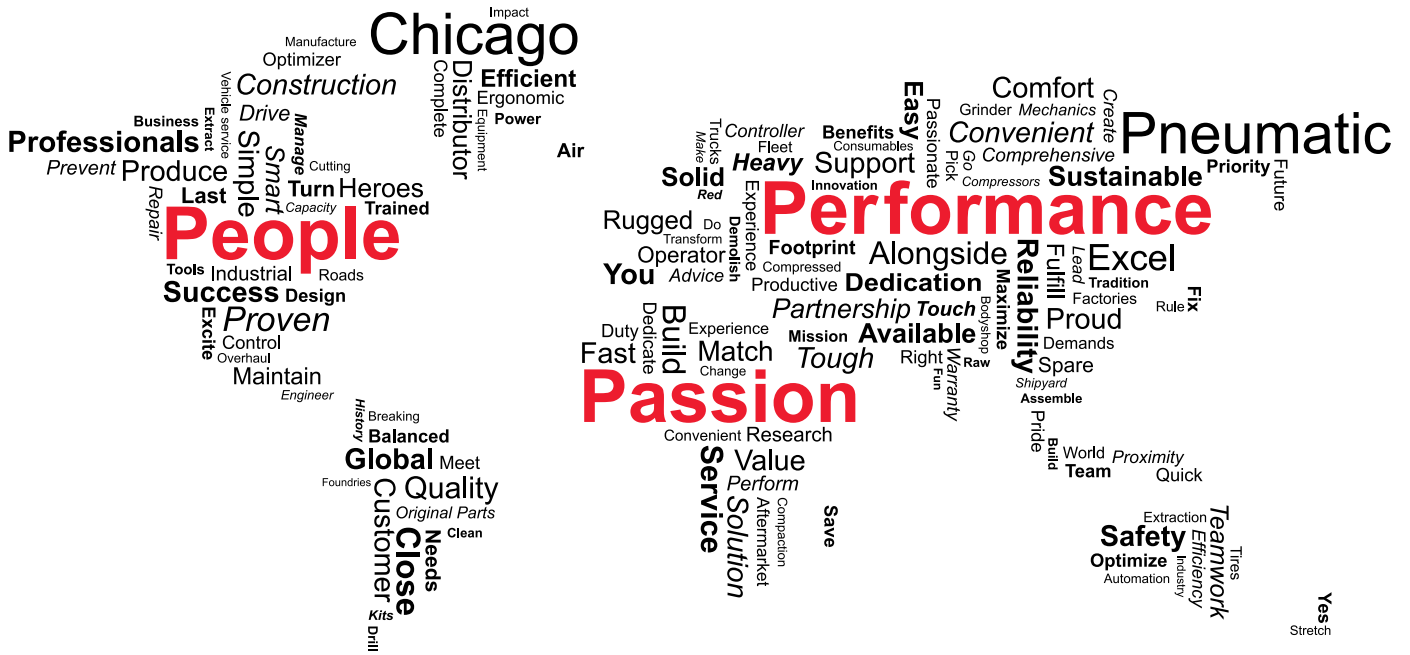 Impact
Chicago
Manufacture
Optimizer
Construction
Vehicle service
Drive
Distributor
Complete
Efficient
Ergonomic
Equipment
Power
Air
Business
Extract
Professionals
Prevent
Produce
Simple
Smart
Manage
Cutting
Turn
Heroes
Last
Capacity
Trained
Repair
People
Tools
Industrial
Roads
Success
Design
Excite
Proven
Control
Overhaul
Maintain
Engineer
History
Breaking
Balanced
Global
Meet
Foundries
Customer
Quality
Original Parts
Close
Needs
Clean
Kits
Drill
Trucks
Make
Controller
Fleet
Heavy
Solid
Red
Benefits
Consumables
Support
Innovation
Easy
Passionate
Comfort
Grinder
Mechanics
Create
Convenient
Pick
Go
Comprehensive
Compressors
Pneumatic
Sustainable
Priority
Future
Experience
Performance
Rugged
Do
Transform
Demolish
Operator
You
Advice
Footprint
Compressed
Productive
Alongside
Dedication
Reliability
Maximize
Fulfill
Lead
Excel
Tradition
Factories
Rule
Fix
Partnership
Touch
Bodyshop
Proud
Demands
Spare
Shipyard
Assemble
Duty
Dedicate
Build
Experience
Mission
Available
Fast
Match
Change
Tough
Right
Fun
Warranty
Raw
Passion
Convenient
Research
Service
Value
Perform
Solution
Aftermarket
Compaction
Save
Pride
Build
World
Proximity
Team
Quick
Extraction
Teamwork
Safety
Efficiency
Tires
Optimize
Industry
Automation
Yes
Stretch